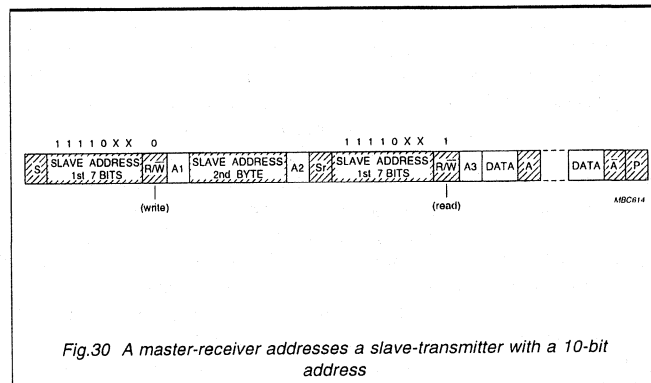 1 1 1 1 0 X X 0 1 1 1 1 0 X X 1
S SLAVE ADDRESS 1st 7 BITS R/W̅ A1 SLAVE ADDRESS 2nd BYTE A2 Sr SLAVE ADDRESS 1st 7 BITS R/W̅ A3 DATA A DATA A̅ P
(write) (read)
MBC614
Fig.30 A master-receiver addresses a slave-transmitter with a 10-bit
address